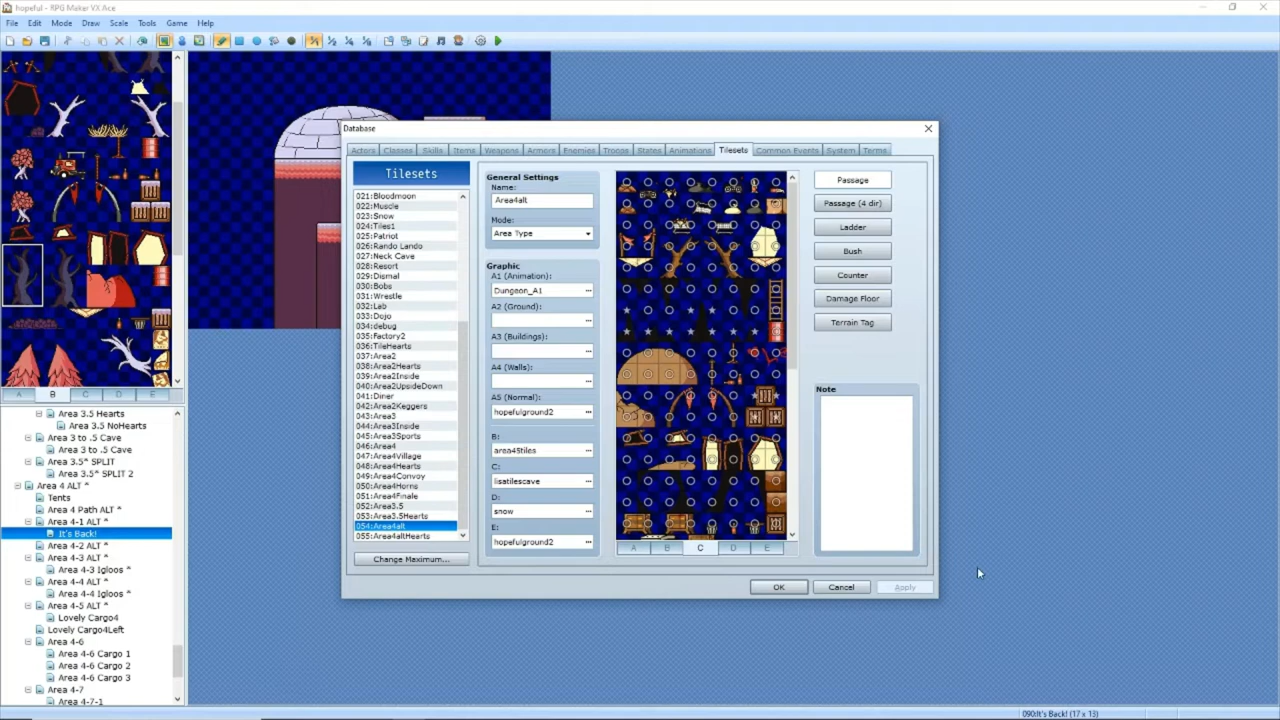 hopeful - RPG Maker VX Ace
File Edit Mode Draw Scale Tools Game Help
Database
Actors Classes Skills Items Weapons Armors Enemies Troops States Animations Tilesets Common Events System Terms
Tilesets
021:Bloodmoon
022:Muscle
023:Snow
024:Tiles1
025:Patriot
026:Rando Lando
027:Neck Cave
028:Resort
029:Dismal
030:Bobs
031:Wrestle
032:Lab
033:Dojo
034:debug
035:Factory2
036:TileHearts
037:Area2
038:Area2Hearts
039:Area2Inside
040:Area2UpsideDown
041:Diner
042:Area2Keggers
043:Area3
044:Area3Inside
045:Area3Sports
046:Area4
047:Area4Village
048:Area4Hearts
049:Area4Convoy
050:Area4Horns
051:Area4Finale
052:Area3.5
053:Area3.5Hearts
054:Area4alt
055:Area4altHearts
Change Maximum...
General Settings
Name:
Area4alt
Mode:
Area Type
Graphic
A1 (Animation):
Dungeon_A1
A2 (Ground):
A3 (Buildings):
A4 (Walls):
A5 (Normal):
hopefulground2
B:
area45tiles
C:
lisatilescave
D:
snow
E:
hopefulground2
A B C D E
Passage
Passage (4 dir)
Ladder
Bush
Counter
Damage Floor
Terrain Tag
Note
OK Cancel Apply
A B C D E
Area 3.5 Hearts
Area 3.5 NoHearts
Area 3 to .5 Cave
Area 3 to .5 Cave
Area 3.5^ SPLIT
Area 3.5^ SPLIT 2
Area 4 ALT ^
Tents
Area 4 Path ALT ^
Area 4-1 ALT ^
It's Back!
Area 4-2 ALT ^
Area 4-3 ALT ^
Area 4-3 Igloos ^
Area 4-4 ALT ^
Area 4-4 Igloos ^
Area 4-5 ALT ^
Lovely Cargo4
Lovely Cargo4Left
Area 4-6
Area 4-6 Cargo 1
Area 4-6 Cargo 2
Area 4-6 Cargo 3
Area 4-7
Area 4-7-1
090:It's Back! (17 x 13)